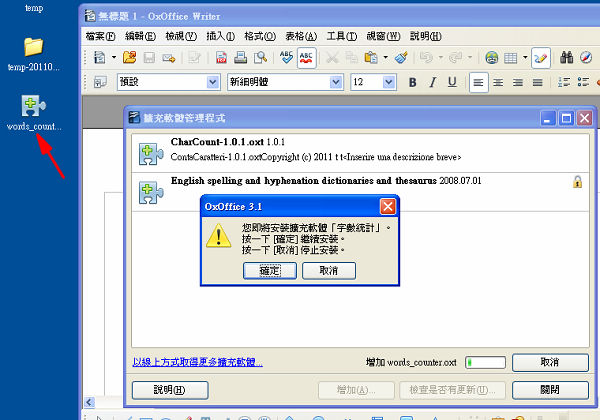 temp
temp-20110...
words_count...
無標題 1 - OxOffice Writer
檔案(F) 編輯(E) 檢視(V) 插入(I) 格式(O) 表格(A) 工具(T) 視窗(W) 說明(H)
預設 新細明體 12 B I U
擴充軟體管理程式
CharCount-1.0.1.oxt 1.0.1
ContaCaratteri-1.0.1.oxtCopyright (c) 2011 t t<Inserire una descrizione breve>
English spelling and hyphenation dictionaries and thesaurus 2008.07.01
OxOffice 3.1
您即將安裝擴充軟體「字數統計」。
按一下 [確定] 繼續安裝。
按一下 [取消] 停止安裝。
確定 取消
以線上方式取得更多擴充軟體... 增加 words_counter.oxt 取消
說明(H) 增加(A)... 檢查是否有更新(U)... 關閉